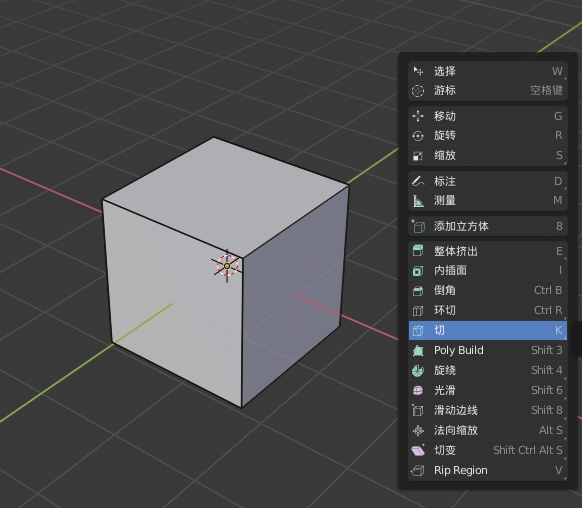 选择 W
游标 空格键
移动 G
旋转 R
缩放 S
标注 D
测量 M
添加立方体 8
整体挤出 E
内插面 I
倒角 Ctrl B
环切 Ctrl R
切 K
Poly Build Shift 3
旋绕 Shift 4
光滑 Shift 6
滑动边线 Shift 8
法向缩放 Alt S
切变 Shift Ctrl Alt S
Rip Region V